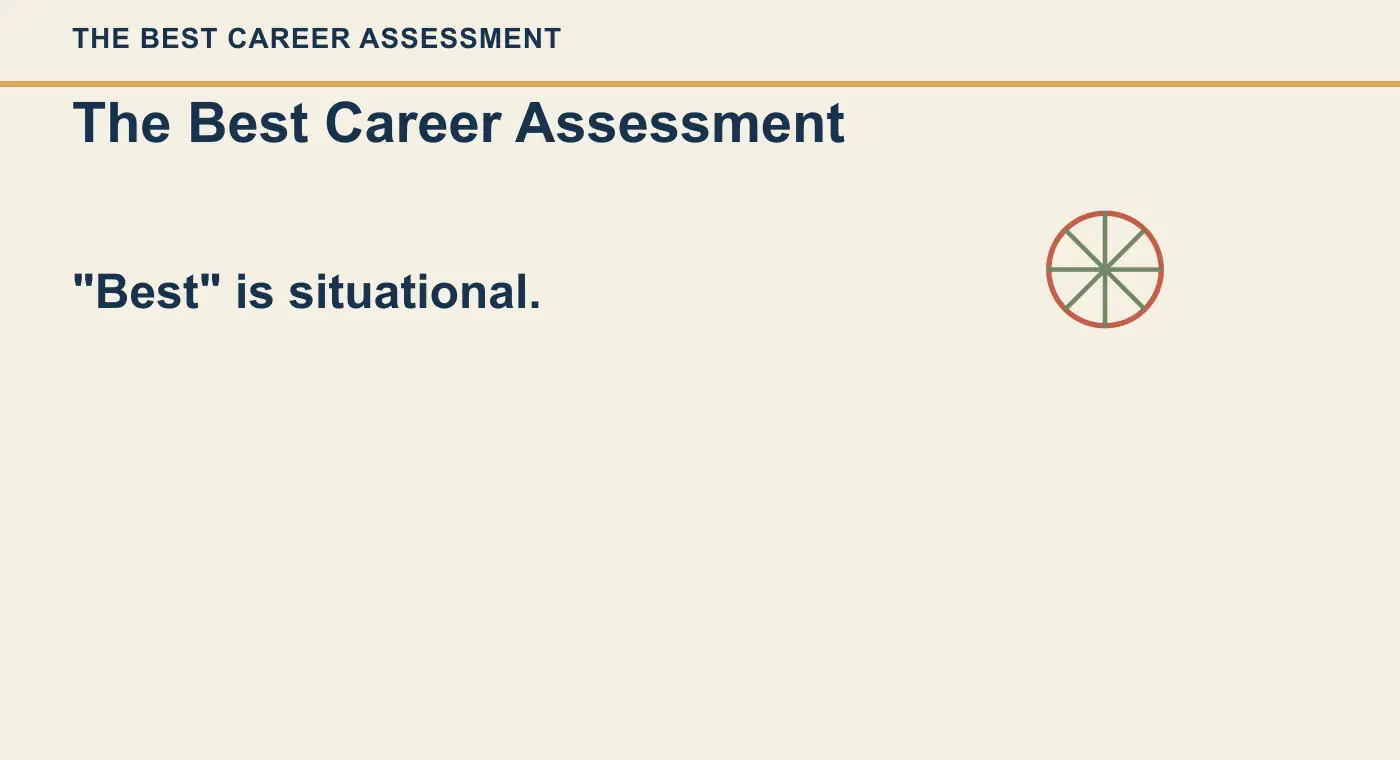 THE BEST CAREER ASSESSMENT
The Best Career Assessment
"Best" is situational.